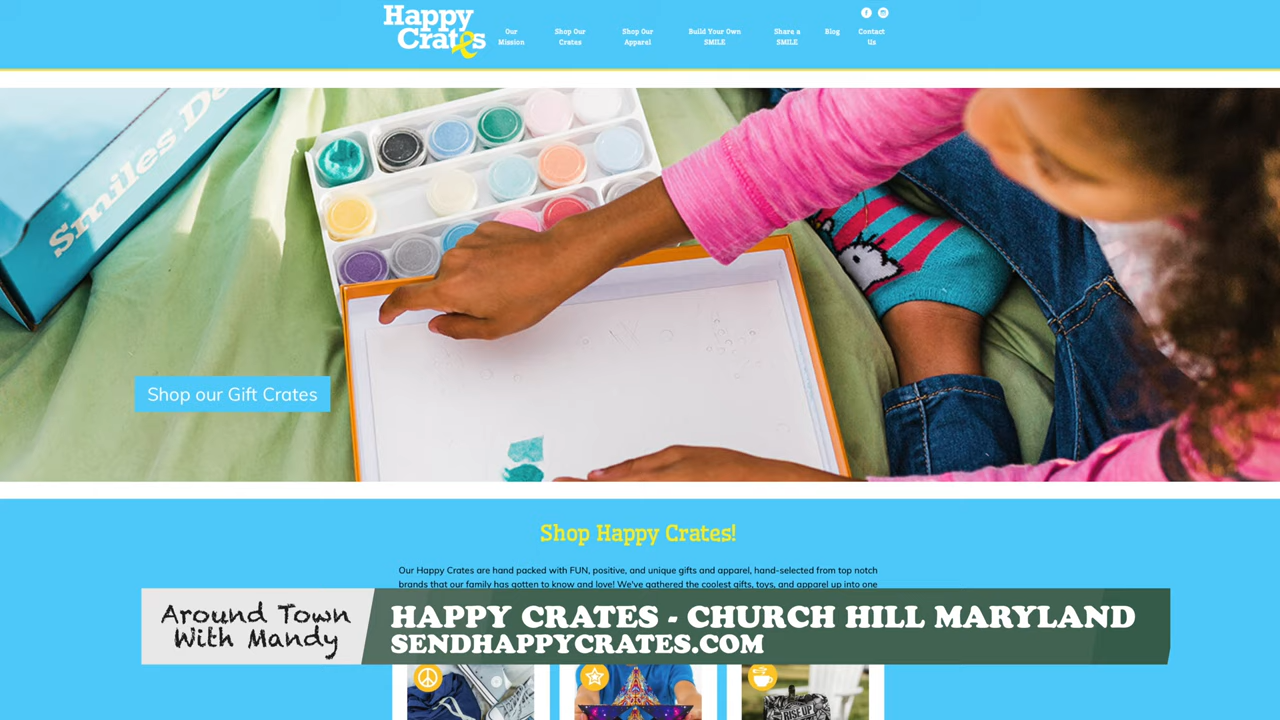 Happy
Crates
Our
Mission
Shop Our
Crates
Shop Our
Apparel
Build Your Own
SMILE
Share a
SMILE
Blog
Contact
Us
Smiles De
Shop our Gift Crates
Shop Happy Crates!
Our Happy Crates are hand packed with FUN, positive, and unique gifts and apparel, hand-selected from top notch
brands that our family has gotten to know and love! We've gathered the coolest gifts, toys, and apparel up into one
Around Town
With Mandy
HAPPY CRATES - CHURCH HILL MARYLAND
SENDHAPPYCRATES.COM
RISE UP